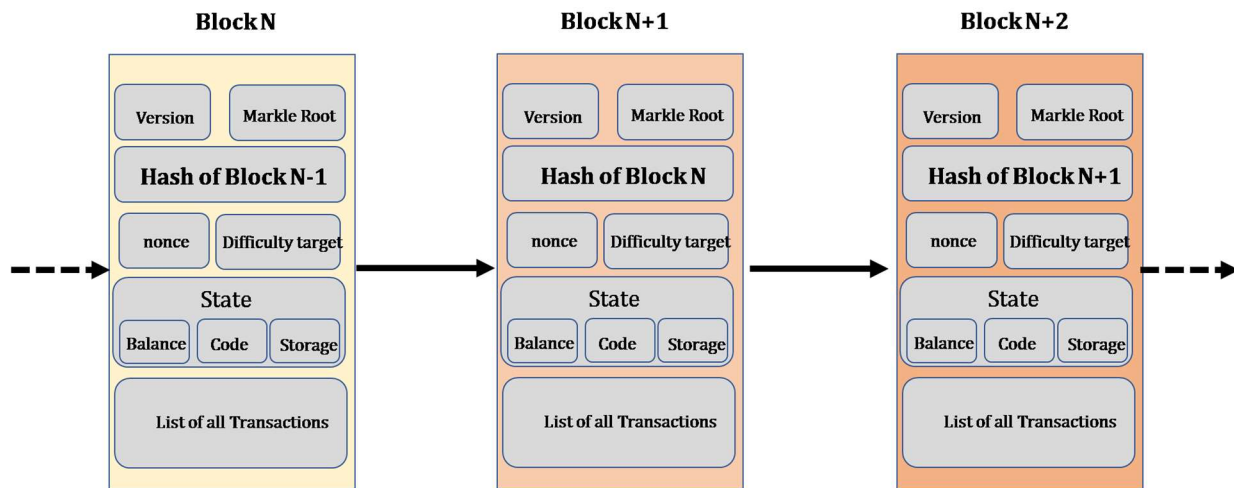 Block N
Block N+1
Block N+2
Version
Markle Root
Hash of Block N-1
nonce
Difficulty target
State
Balance
Code
Storage
List of all Transactions
Version
Markle Root
Hash of Block N
nonce
Difficulty target
State
Balance
Code
Storage
List of all Transactions
Version
Markle Root
Hash of Block N+1
nonce
Difficulty target
State
Balance
Code
Storage
List of all Transactions